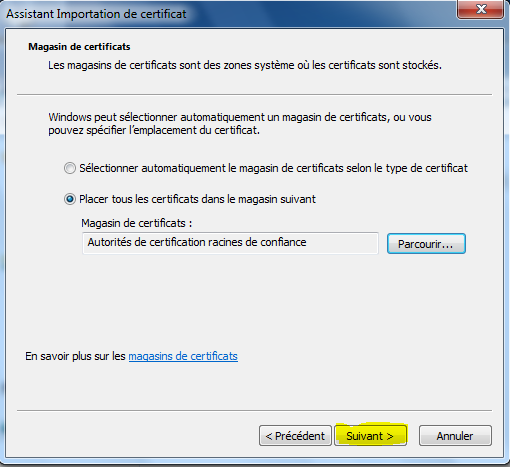 Assistant Importation de certificat
Magasin de certificats
Les magasins de certificats sont des zones système où les certificats sont stockés.
Windows peut sélectionner automatiquement un magasin de certificats, ou vous
pouvez spécifier l'emplacement du certificat.
Sélectionner automatiquement le magasin de certificats selon le type de certificat
Placer tous les certificats dans le magasin suivant
Magasin de certificats :
Autorités de certification racines de confiance
Parcourir...
En savoir plus sur les magasins de certificats
< Précédent
Suivant >
Annuler